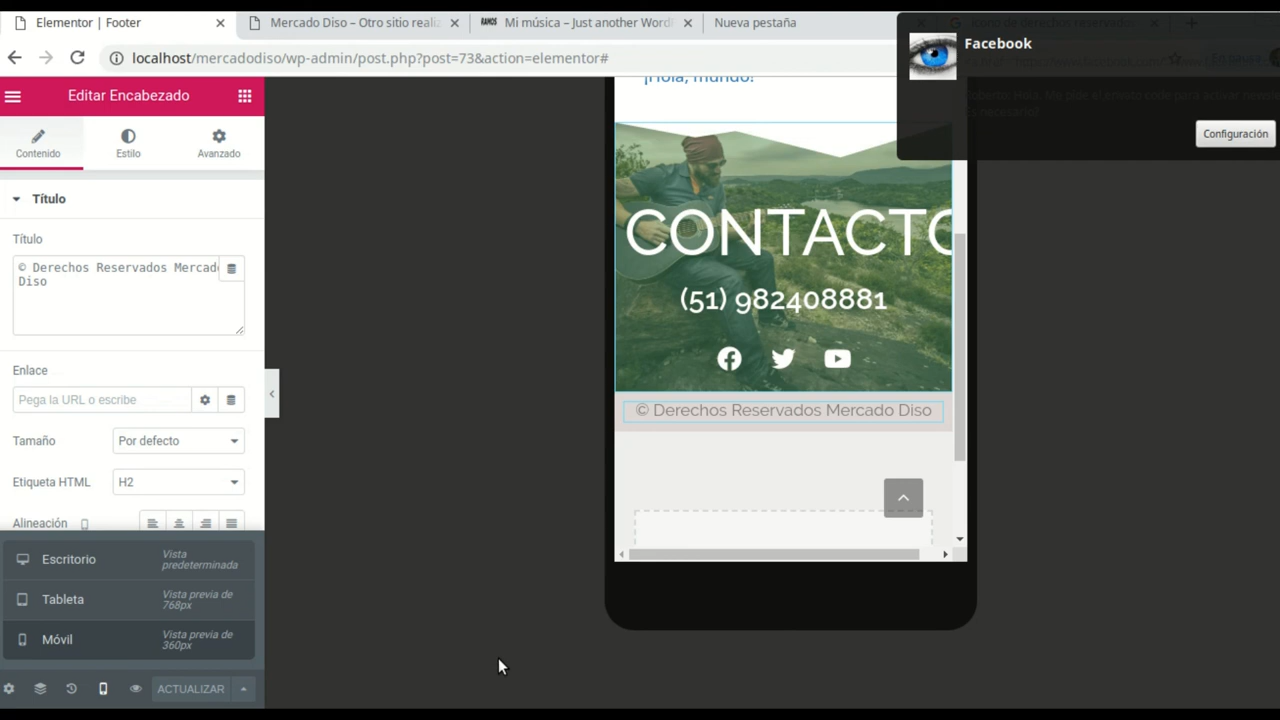 Elementor | Footer
Mercado Diso – Otro sitio realiz
RAMOS
Mi música – Just another WordP
Nueva pestaña
localhost/mercadodiso/wp-admin/post.php?post=73&action=elementor#
Facebook
Configuración
Editar Encabezado
Contenido
Estilo
Avanzado
Título
Título
© Derechos Reservados Mercado
Diso
Enlace
Pega la URL o escribe
Tamaño
Por defecto
Etiqueta HTML
H2
Alineación
Escritorio
Vista
predeterminada
Tableta
Vista previa de
768px
Móvil
Vista previa de
360px
ACTUALIZAR
¡Hola, mundo!
CONTACTO
(51) 982408881
© Derechos Reservados Mercado Diso